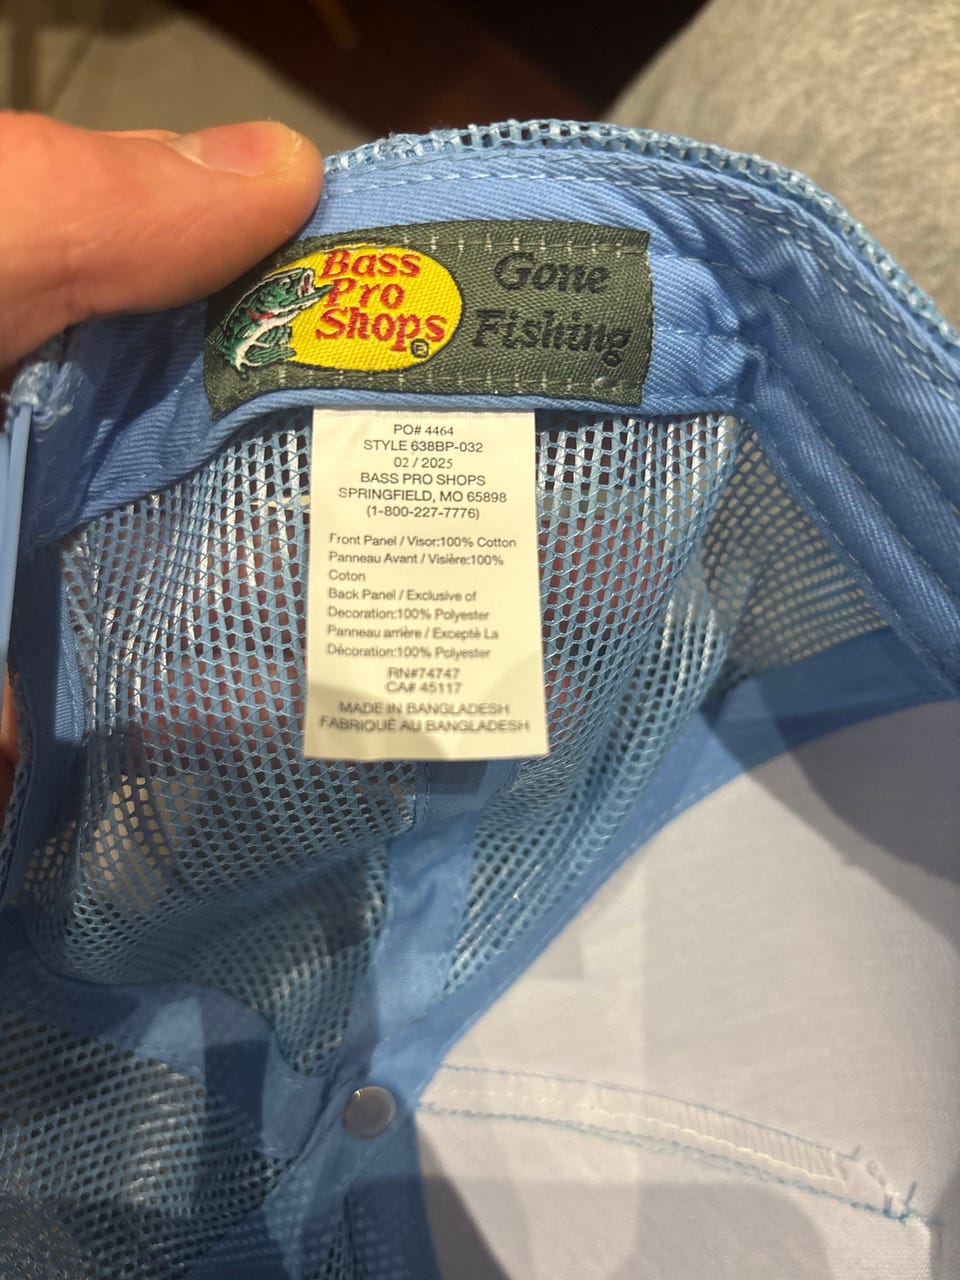 Bass
Pro
Shops®
Gone
Fishing
PO# 4464
STYLE 638BP-032
02 / 2025
BASS PRO SHOPS
SPRINGFIELD, MO 65898
(1-800-227-7776)
Front Panel / Visor:100% Cotton
Panneau Avant / Visière:100%
Coton
Back Panel / Exclusive of
Decoration:100% Polyester
Panneau arrière / Exceptè La
Décoration:100% Polyester
RN#74747
CA# 45117
MADE IN BANGLADESH
FABRIQUÉ AU BANGLADESH